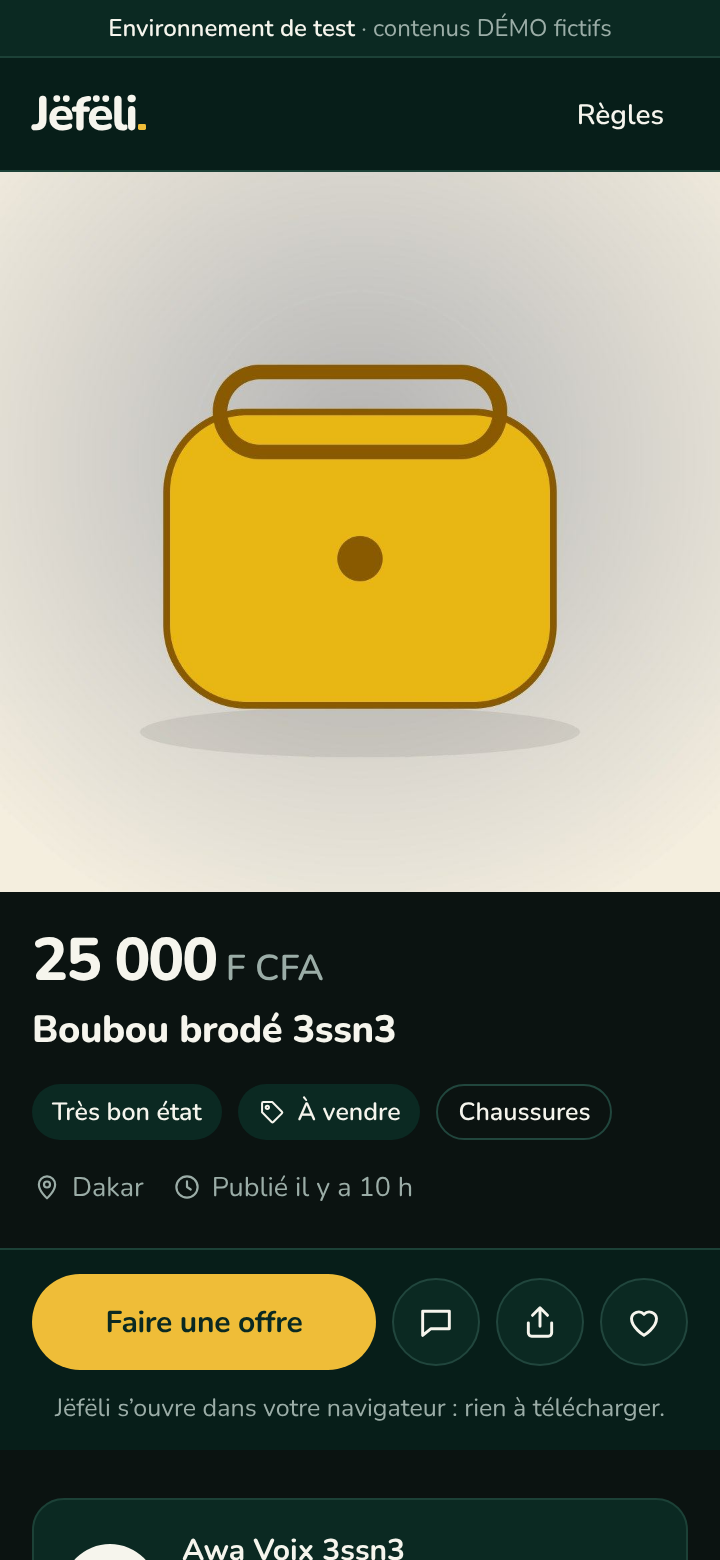 Environnement de test · contenus DÉMO fictifs
Jëfëli.
Règles
25 000 F CFA
Boubou brodé 3ssn3
Très bon état
À vendre
Chaussures
Dakar
Publié il y a 10 h
Faire une offre
Jëfëli s’ouvre dans votre navigateur : rien à télécharger.
Awa Voix 3ssn3